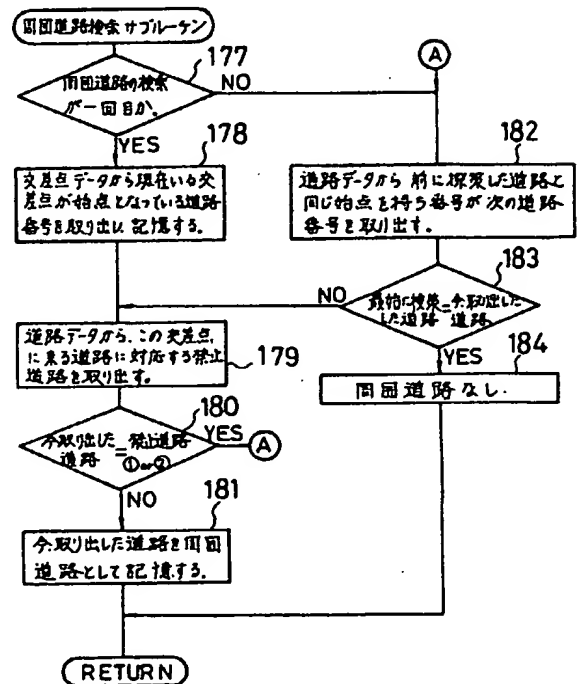 周囲道路検索サブルーチン
177
周囲道路の検索
が一回目か。
NO
YES
178
交差点データから現在いる交
差点が始点となっている道路
番号を取り出し記憶する。
A
182
道路データから前に探索した道路と
同じ始点を持つ番号が次の道路
番号を取り出す。
183
最始に検索した道路=今取出した道路
NO
YES
184
周囲道路なし.
道路データから、この交差点
に来る道路に対応する禁止
道路を取り出す。
179
180
今取り出した道路=禁止道路
①or②
YES
A
NO
181
今取り出した道路を周囲
道路として記憶する.
RETURN